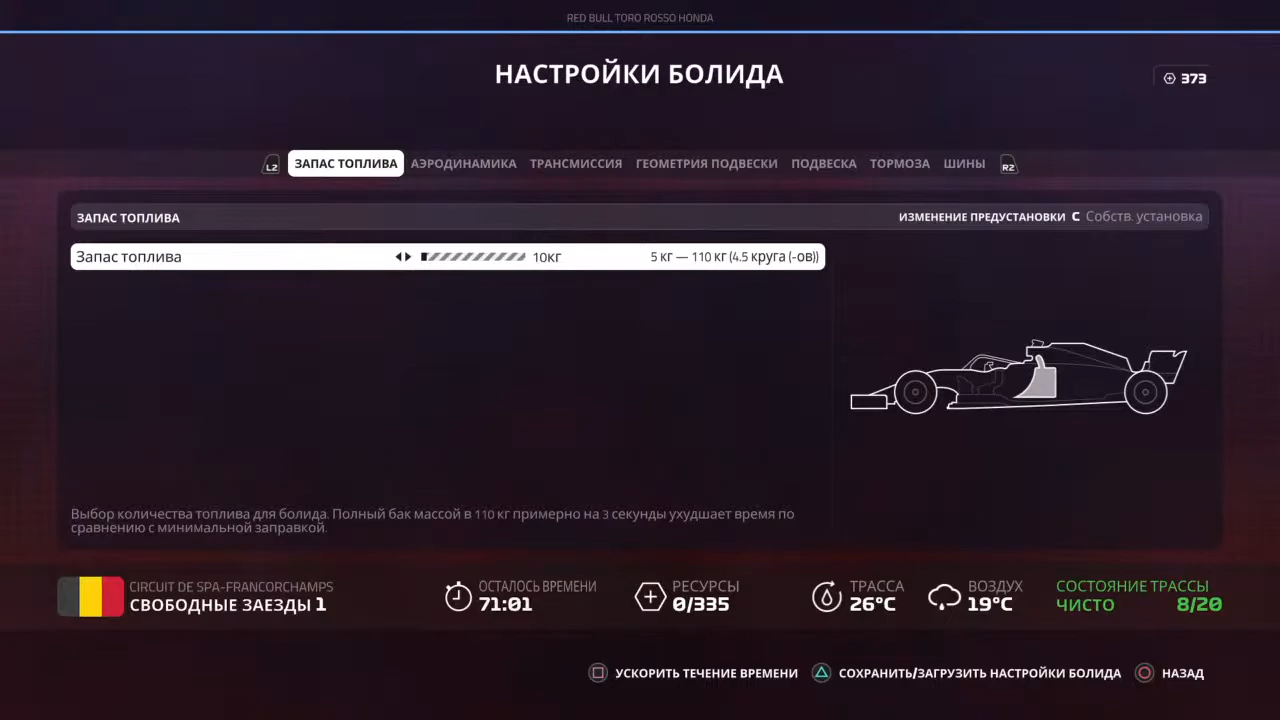 RED BULL TORO ROSSO HONDA
НАСТРОЙКИ БОЛИДА
373
L2 ЗАПАС ТОПЛИВА АЭРОДИНАМИКА ТРАНСМИССИЯ ГЕОМЕТРИЯ ПОДВЕСКИ ПОДВЕСКА ТОРМОЗА ШИНЫ R2
ЗАПАС ТОПЛИВА ИЗМЕНЕНИЕ ПРЕДУСТАНОВКИ C Собств. установка
Запас топлива 10кг 5 кг — 110 кг (4.5 круга (-ов))
Выбор количества топлива для болида. Полный бак массой в 110 кг примерно на 3 секунды ухудшает время по
сравнению с минимальной заправкой.
CIRCUIT DE SPA-FRANCORCHAMPS ОСТАЛОСЬ ВРЕМЕНИ РЕСУРСЫ ТРАССА ВОЗДУХ СОСТОЯНИЕ ТРАССЫ
СВОБОДНЫЕ ЗАЕЗДЫ 1 71:01 0/335 26°C 19°C ЧИСТО 8/20
УСКОРИТЬ ТЕЧЕНИЕ ВРЕМЕНИ СОХРАНИТЬ/ЗАГРУЗИТЬ НАСТРОЙКИ БОЛИДА НАЗАД